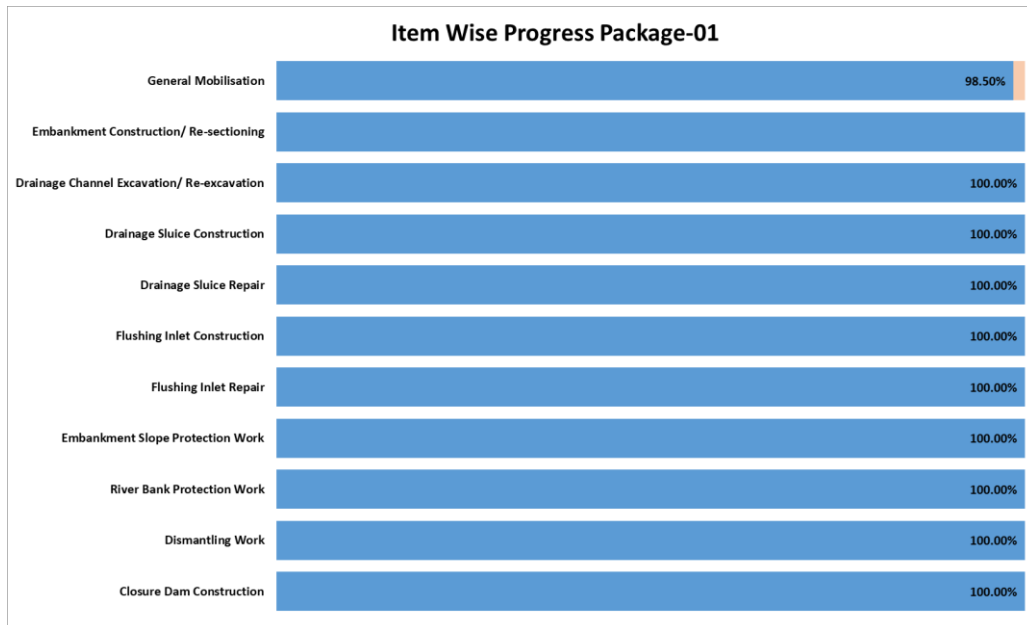 Item Wise Progress Package-01
General Mobilisation 98.50%
Embankment Construction/ Re-sectioning
Drainage Channel Excavation/ Re-excavation 100.00%
Drainage Sluice Construction 100.00%
Drainage Sluice Repair 100.00%
Flushing Inlet Construction 100.00%
Flushing Inlet Repair 100.00%
Embankment Slope Protection Work 100.00%
River Bank Protection Work 100.00%
Dismantling Work 100.00%
Closure Dam Construction 100.00%